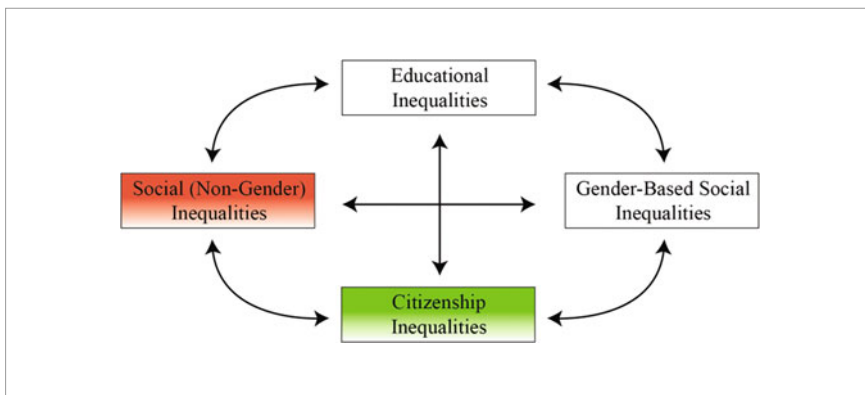 Educational
Inequalities
Social (Non-Gender)
Inequalities
Gender-Based Social
Inequalities
Citizenship
Inequalities